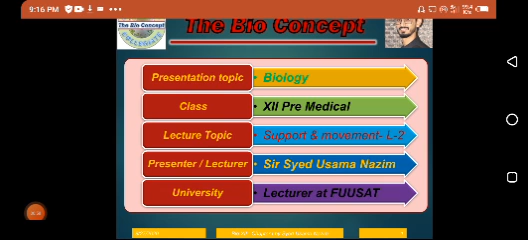 9:16 PM
The Bio Concept
The Bio Concept
Presentation topic • Biology
Class • XII Pre Medical
Lecture Topic • Support & movement- L-2
Presenter / Lecturer • Sir Syed Usama Nazim
University • Lecturer at FUUSAT